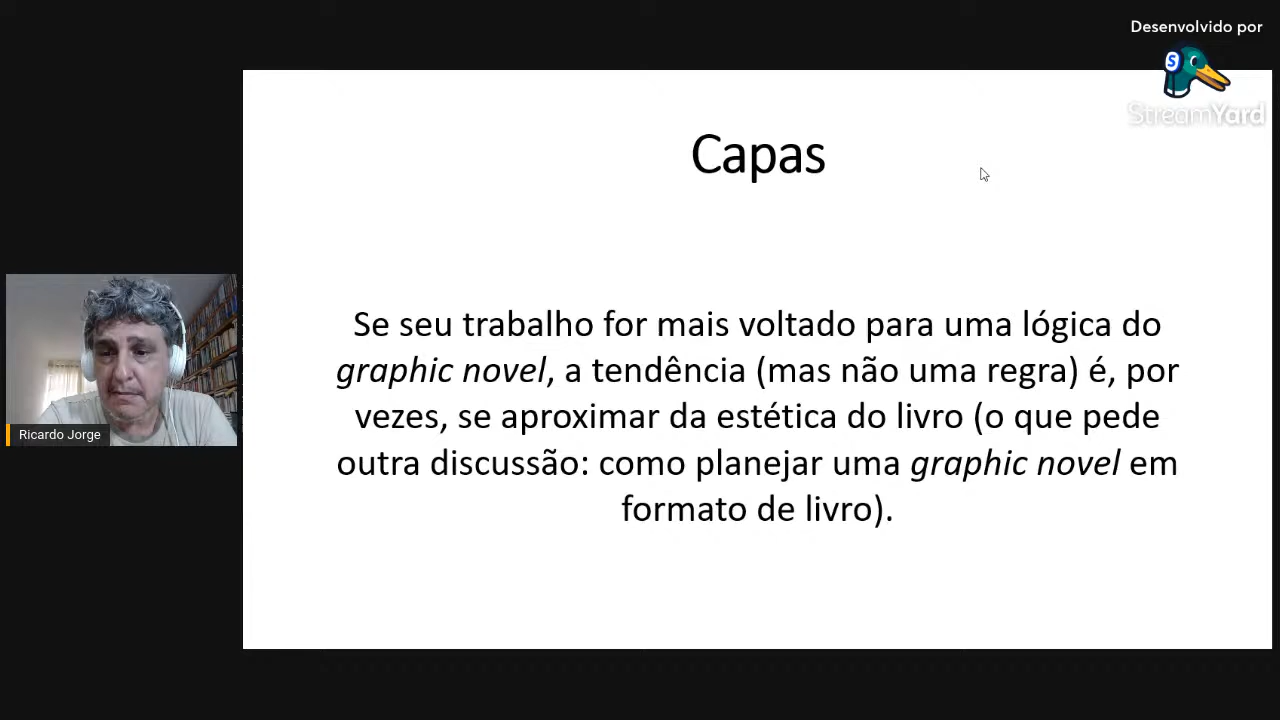 Desenvolvido por
StreamYard
Capas
Se seu trabalho for mais voltado para uma lógica do
graphic novel, a tendência (mas não uma regra) é, por
vezes, se aproximar da estética do livro (o que pede
outra discussão: como planejar uma graphic novel em
formato de livro).
Ricardo Jorge